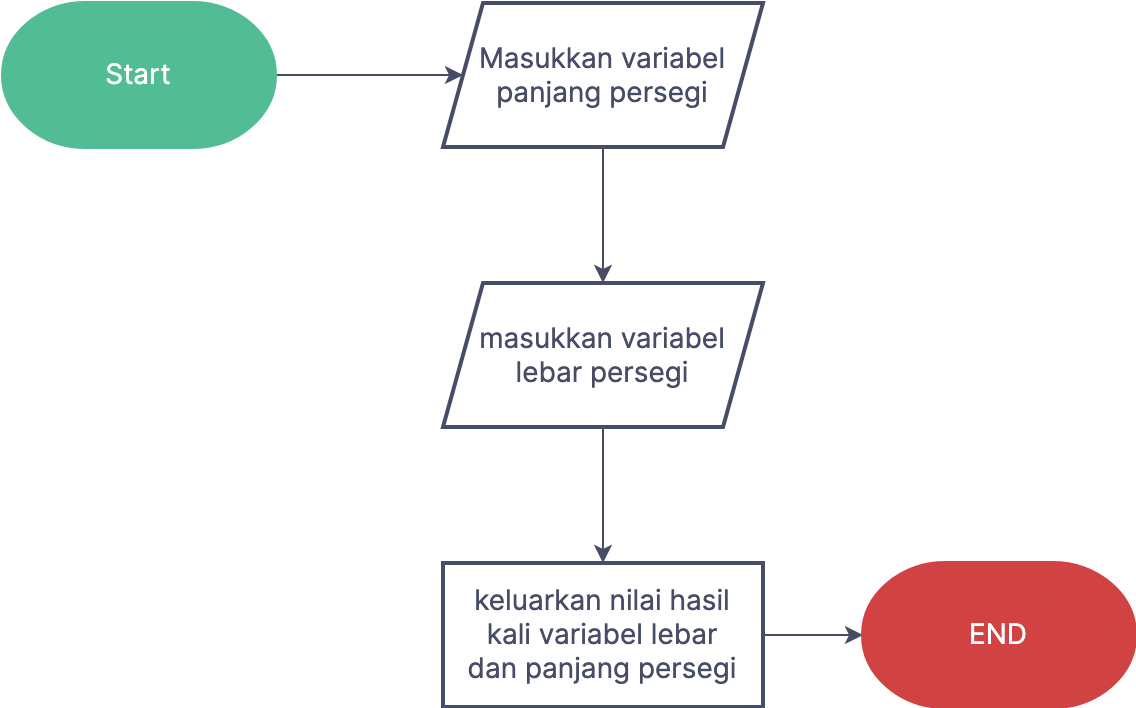 Start
Masukkan variabel
panjang persegi
masukkan variabel
lebar persegi
keluarkan nilai hasil
kali variabel lebar
dan panjang persegi
END